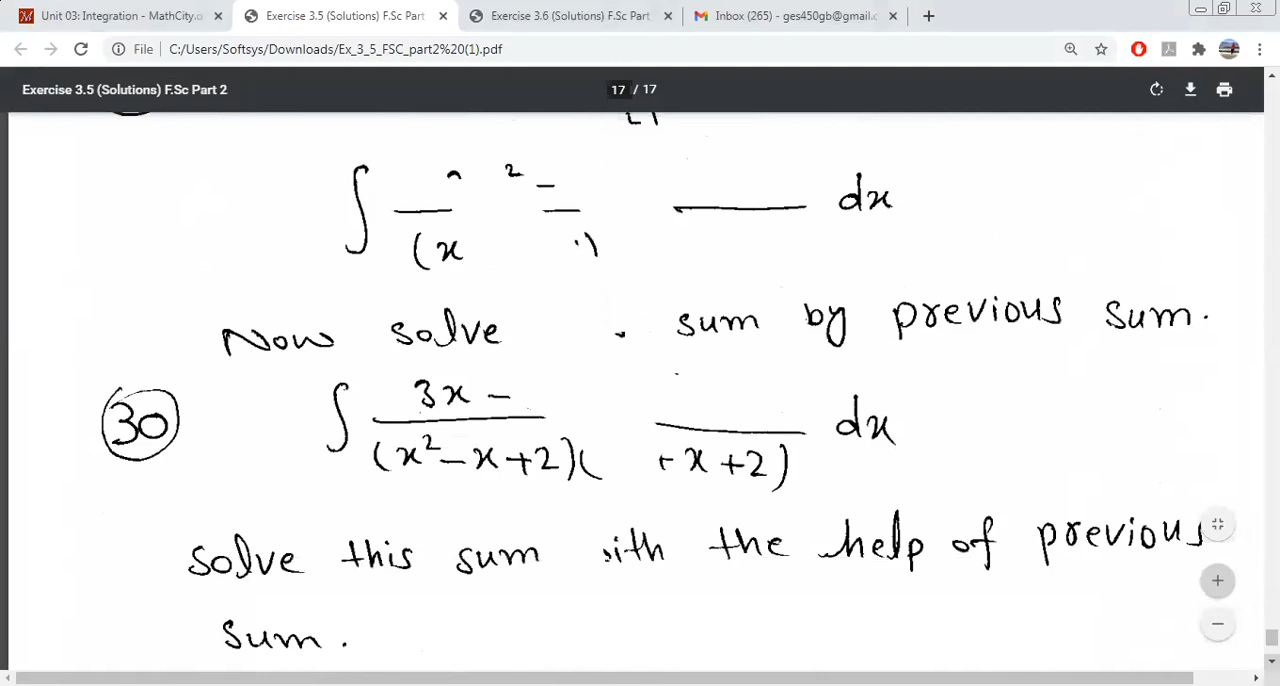 Unit 03: Integration - MathCity.o
Exercise 3.5 (Solutions) F.Sc Part
Exercise 3.6 (Solutions) F.Sc Part
Inbox (265) - ges450gb@gmail.c
File C:/Users/Softsys/Downloads/Ex_3_5_FSC_part2%20(1).pdf
Exercise 3.5 (Solutions) F.Sc Part 2
17 / 17
∫ dx
(x
Now solve sum by previous sum.
30 ∫ 3x - dx
(x²-x+2)( +x+2)
solve this sum the help of previous
sum.